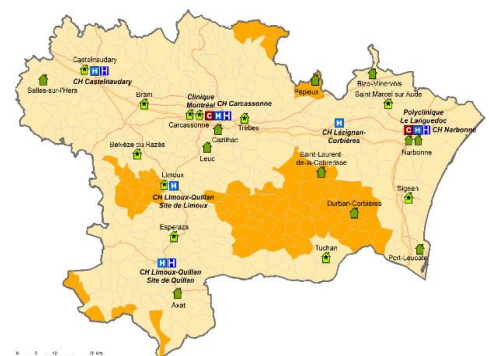 Castelnaudary
H H
CH Castelnaudary
Salles-sur-l'Hers
Bram
Clinique
Montréal
CH Carcassonne
C H H
Carcassonne
Cazilhac
Trèbes
Leuc
Belvèze du Razès
Pépieux
Bize-Minervois
Saint Marcel sur Aude
Polyclinique
Le Languedoc
C H H
CH Narbonne
Narbonne
H
CH Lézignan-
Corbières
Saint-Laurent-
de-la-Cabrerisse
Limoux
H
CH Limoux-Quillan
Site de Limoux
Durban-Corbières
Sigean
Esperaza
Tuchan
Port-Leucate
H H
CH Limoux-Quillan
Site de Quillan
Axat